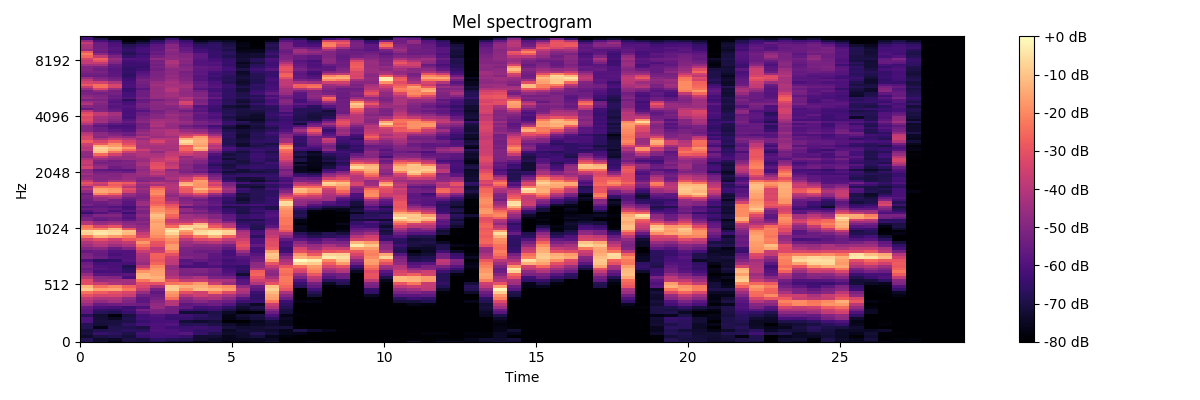 Mel spectrogram
8192
4096
2048
1024
512
0
Hz
0 5 10 15 20 25
Time
+0 dB
-10 dB
-20 dB
-30 dB
-40 dB
-50 dB
-60 dB
-70 dB
-80 dB